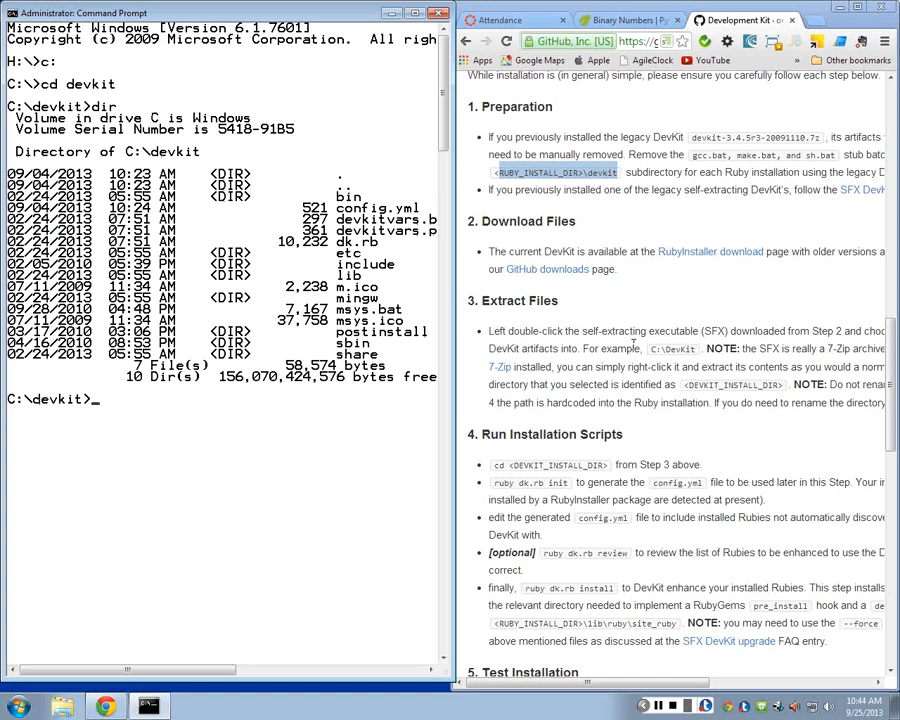 Administrator: Command Prompt
Microsoft Windows [Version 6.1.7601]
Copyright (c) 2009 Microsoft Corporation. All righ
H:\>c:
C:\>cd devkit
C:\devkit>dir
Volume in drive C is Windows
Volume Serial Number is 5418-91B5
Directory of C:\devkit
09/04/2013 10:23 AM <DIR> .
09/04/2013 10:23 AM <DIR> ..
02/24/2013 05:55 AM <DIR> bin
09/04/2013 10:24 AM 521 config.yml
02/24/2013 07:51 AM 297 devkitvars.b
02/24/2013 07:51 AM 361 devkitvars.p
02/24/2013 07:51 AM 10,232 dk.rb
02/24/2013 05:55 AM <DIR> etc
02/05/2010 05:39 PM <DIR> include
02/24/2013 05:55 AM <DIR> lib
07/11/2009 11:34 AM 2,238 m.ico
02/24/2013 05:55 AM <DIR> mingw
09/28/2010 04:48 PM 7,167 msys.bat
07/11/2009 11:34 AM 37,758 msys.ico
03/17/2010 03:06 PM <DIR> postinstall
04/16/2010 08:53 PM <DIR> sbin
02/24/2013 05:55 AM <DIR> share
7 File(s) 58,574 bytes
10 Dir(s) 156,070,424,576 bytes free
C:\devkit>_
Attendance
Binary Numbers | Py
Development Kit · on
GitHub, Inc. [US] https://g
Apps Google Maps Apple AgileClock YouTube » Other bookmarks
While installation is (in general) simple, please ensure you carefully follow each step below.
1. Preparation
If you previously installed the legacy DevKit devkit-3.4.5r3-20091110.7z, its artifacts
need to be manually removed. Remove the gcc.bat, make.bat, and sh.bat stub batc
<RUBY_INSTALL_DIR>\devkit subdirectory for each Ruby installation using the legacy D
If you previously installed one of the legacy self-extracting DevKit's, follow the SFX DevK
2. Download Files
The current DevKit is available at the RubyInstaller download page with older versions a
our GitHub downloads page.
3. Extract Files
Left double-click the self-extracting executable (SFX) downloaded from Step 2 and choo
DevKit artifacts into. For example, C:\DevKit. NOTE: the SFX is really a 7-Zip archive
7-Zip installed, you can simply right-click it and extract its contents as you would a norm
directory that you selected is identified as <DEVKIT_INSTALL_DIR>. NOTE: Do not renam
4 the path is hardcoded into the Ruby installation. If you do need to rename the directory
4. Run Installation Scripts
cd <DEVKIT_INSTALL_DIR> from Step 3 above.
ruby dk.rb init to generate the config.yml file to be used later in this Step. Your in
installed by a RubyInstaller package are detected at present).
edit the generated config.yml file to include installed Rubies not automatically discov
DevKit with.
[optional] ruby dk.rb review to review the list of Rubies to be enhanced to use the D
correct.
finally, ruby dk.rb install to DevKit enhance your installed Rubies. This step installs
the relevant directory needed to implement a RubyGems pre_install hook and a de
<RUBY_INSTALL_DIR>\lib\ruby\site_ruby. NOTE: you may need to use the --force
above mentioned files as discussed at the SFX DevKit upgrade FAQ entry.
5. Test Installation
10:44 AM
9/25/2013